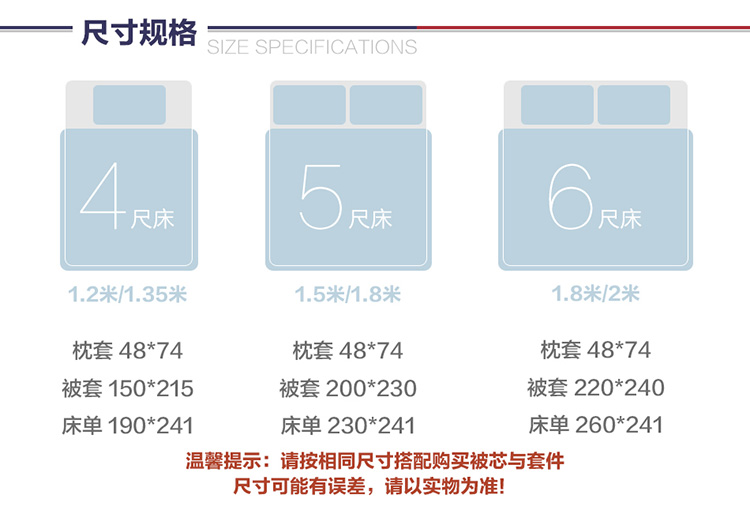 尺寸规格
SIZE SPECIFICATIONS
4尺床 5尺床 6尺床
1.2米/1.35米 1.5米/1.8米 1.8米/2米
枕套 48*74 枕套 48*74 枕套 48*74
被套 150*215 被套 200*230 被套 220*240
床单 190*241 床单 230*241 床单 260*241
温馨提示：请按相同尺寸搭配购买被芯与套件
尺寸可能有误差，请以实物为准!